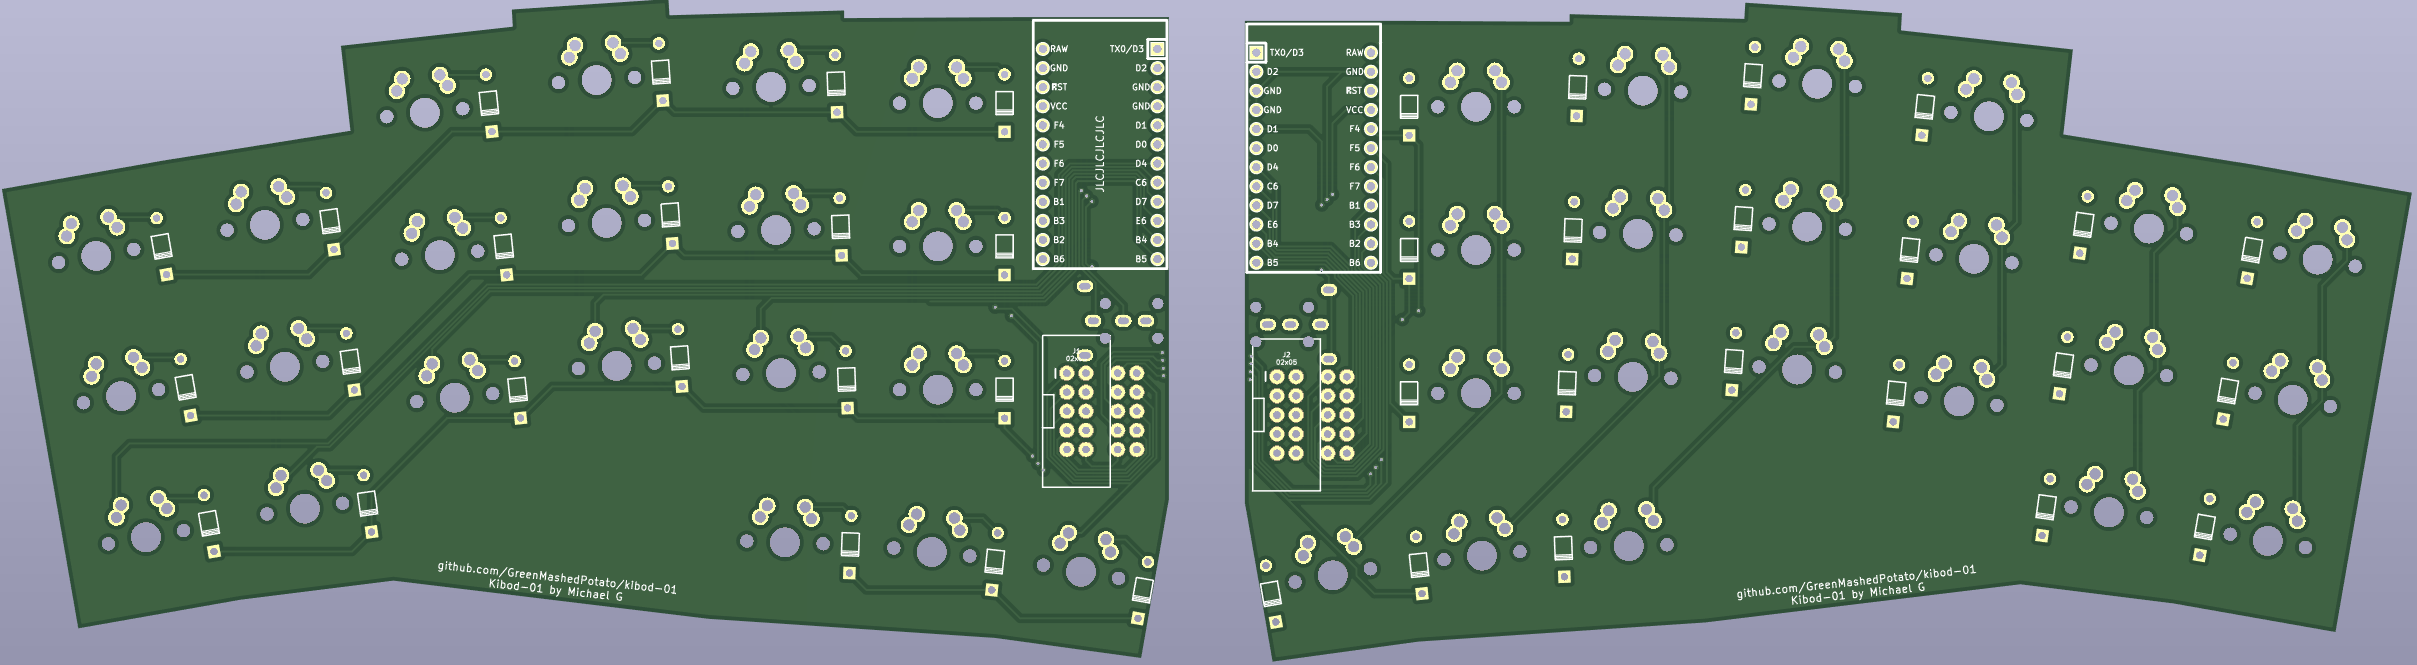 RAW TX0/D3
GND D2
RST GND
VCC GND
F4 D1
F5 D0
F6 D4
F7 C6
B1 D7
B3 E6
B2 B4
B6 B5
JLCJLCJLCJLC
J1
github.com/GreenMashedPotato/kibod-01
Kibod-01 by Michael G
TX0/D3 RAW
D2 GND
GND RST
GND VCC
D1 F4
D0 F5
D4 F6
C6 F7
D7 B1
E6 B3
B4 B2
B5 B6
J2
02x05
github.com/GreenMashedPotato/kibod-01
Kibod-01 by Michael G